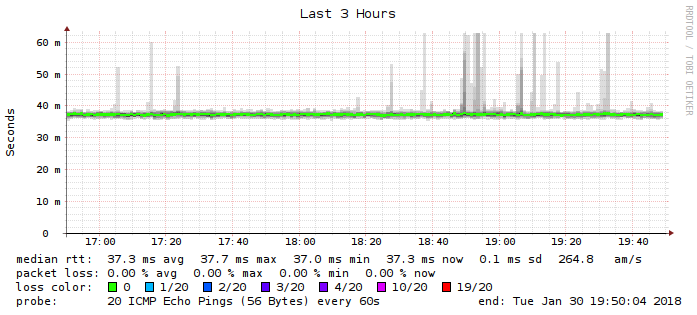 Last 3 Hours
RRDTOOL / TOBI OETIKER
Seconds
60 m
50 m
40 m
30 m
20 m
10 m
0
17:00 17:20 17:40 18:00 18:20 18:40 19:00 19:20 19:40
median rtt: 37.3 ms avg 37.7 ms max 37.0 ms min 37.3 ms now 0.1 ms sd 264.8 am/s
packet loss: 0.00 % avg 0.00 % max 0.00 % min 0.00 % now
loss color: 0 1/20 2/20 3/20 4/20 10/20 19/20
probe: 20 ICMP Echo Pings (56 Bytes) every 60s end: Tue Jan 30 19:50:04 2018